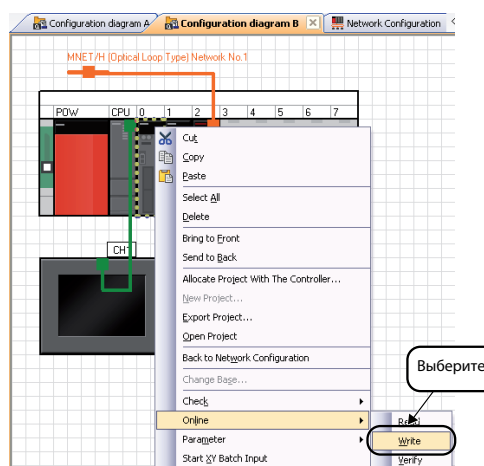 Configuration diagram A
Configuration diagram B
Network Configuration
MNET/H (Optical Loop Type) Network No.1
POW CPU 0 1 2 3 4 5 6 7
Cut
Copy
Paste
Select All
Delete
Bring to Front
Send to Back
CH1
Allocate Project With The Controller...
New Project...
Export Project...
Open Project
Back to Network Configuration
Change Base...
Check
Online
Parameter
Start XY Batch Input
Выберите
Read
Write
Verify